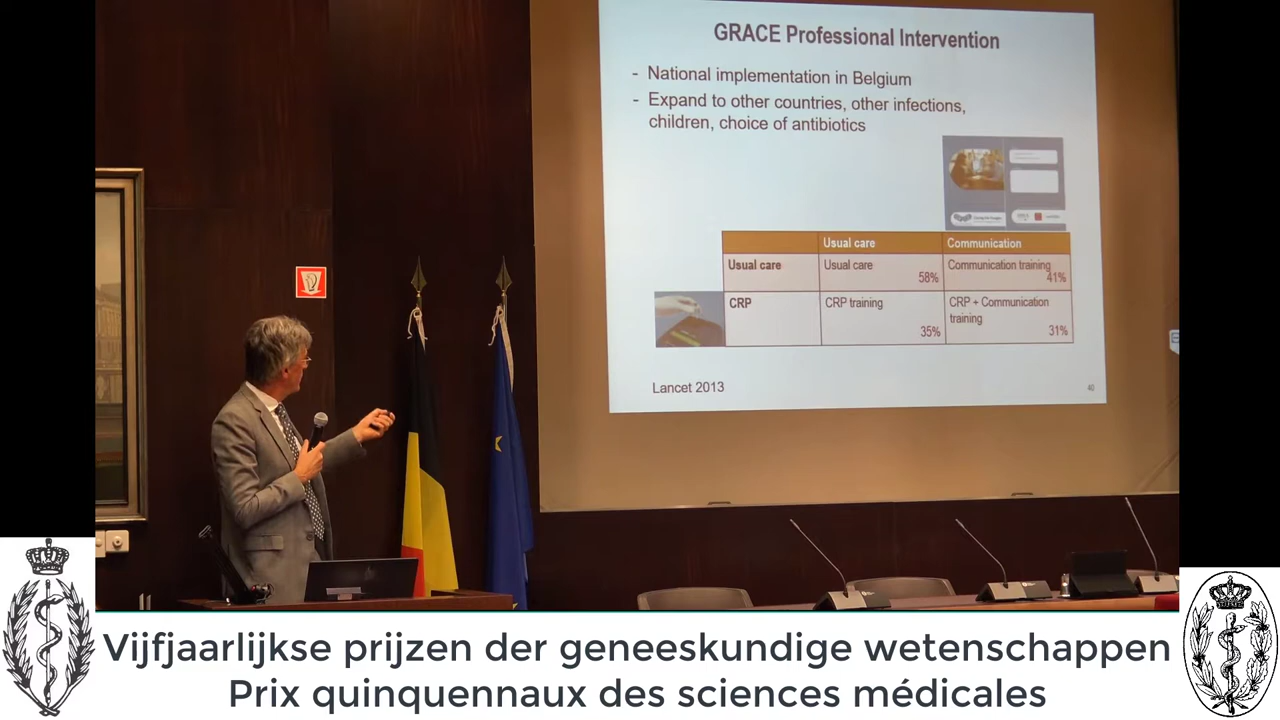 GRACE Professional Intervention
- National implementation in Belgium
- Expand to other countries, other infections,
children, choice of antibiotics
Usual care Communication
Usual care Usual care 58% Communication training 41%
CRP CRP training 35% CRP + Communication
training 31%
Lancet 2013
40
Vijfjaarlijkse prijzen der geneeskundige wetenschappen
Prix quinquennaux des sciences médicales